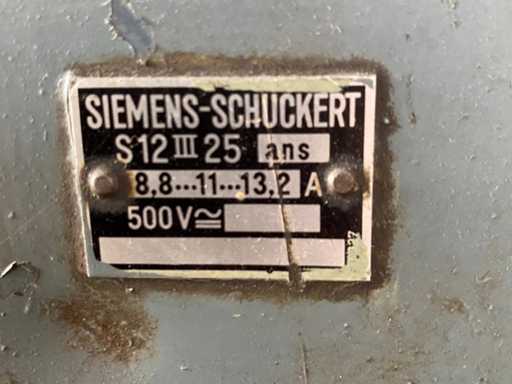 SIEMENS-SCHUCKERT
S12 III 25 ans
8,8...11...13,2 A
500V≂